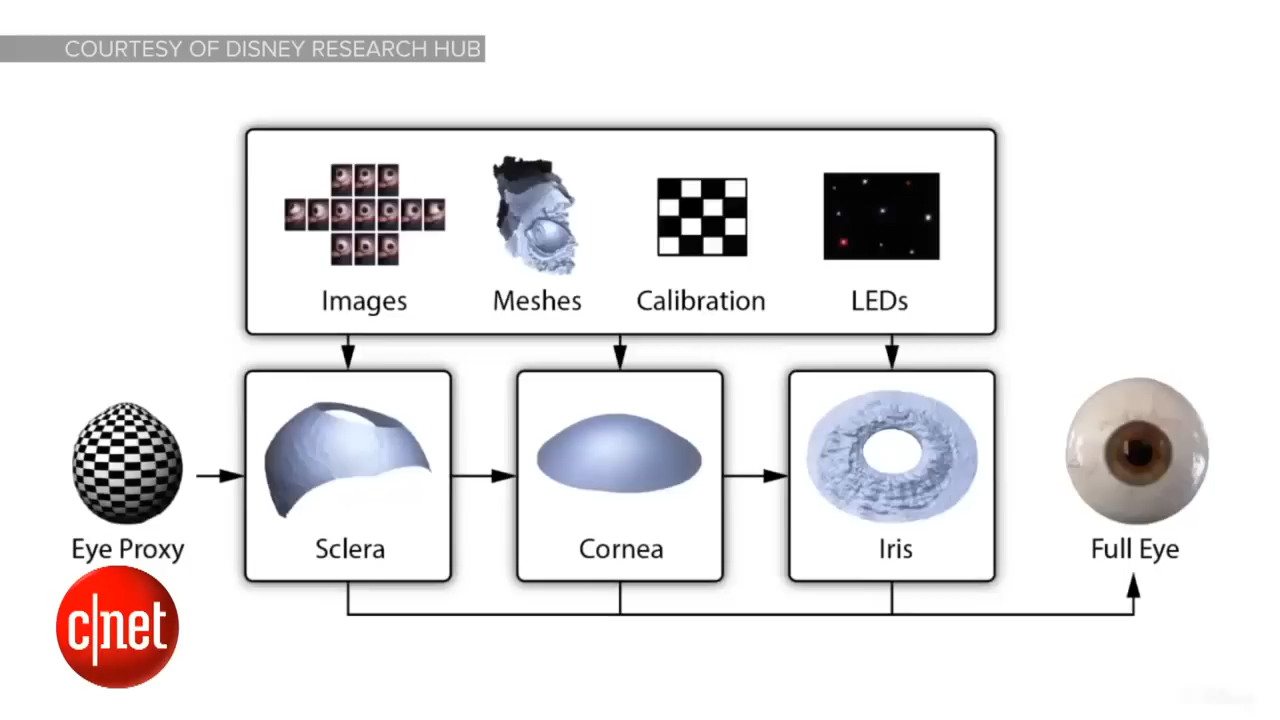 COURTESY OF DISNEY RESEARCH HUB
Images
Meshes
Calibration
LEDs
Eye Proxy
Sclera
Cornea
Iris
Full Eye
c|net